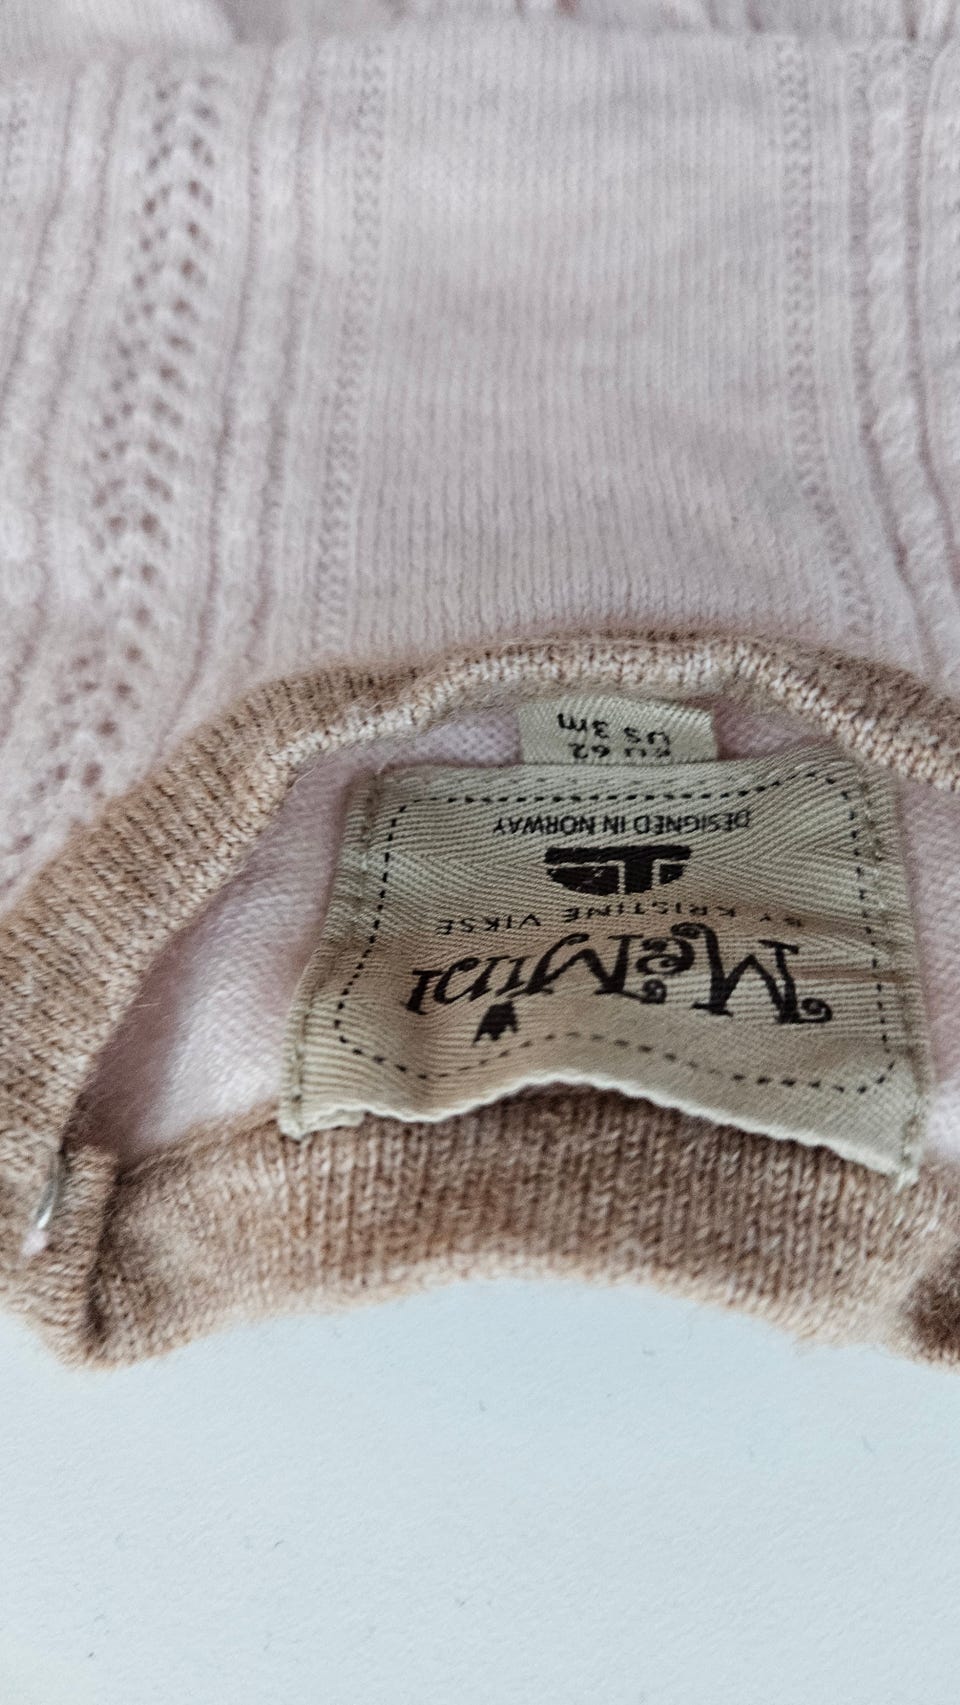 MeMini
BY KRISTINE VIKSE
DESIGNED IN NORWAY
EU 62
US 3m